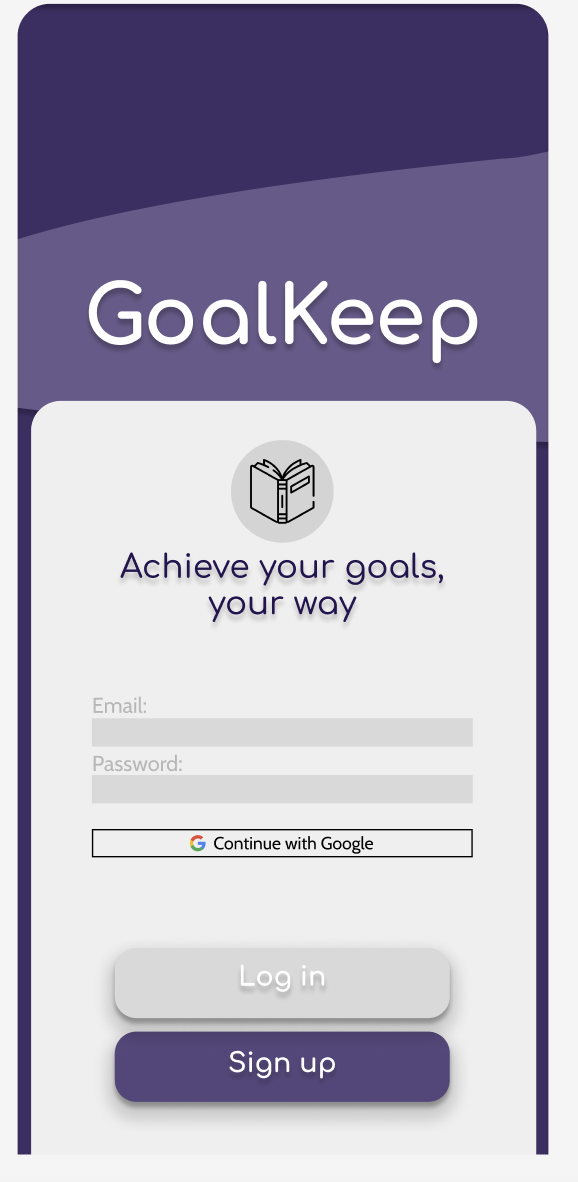 GoalKeep
Achieve your goals,
your way
Email:
Password:
Continue with Google
Log in
Sign up